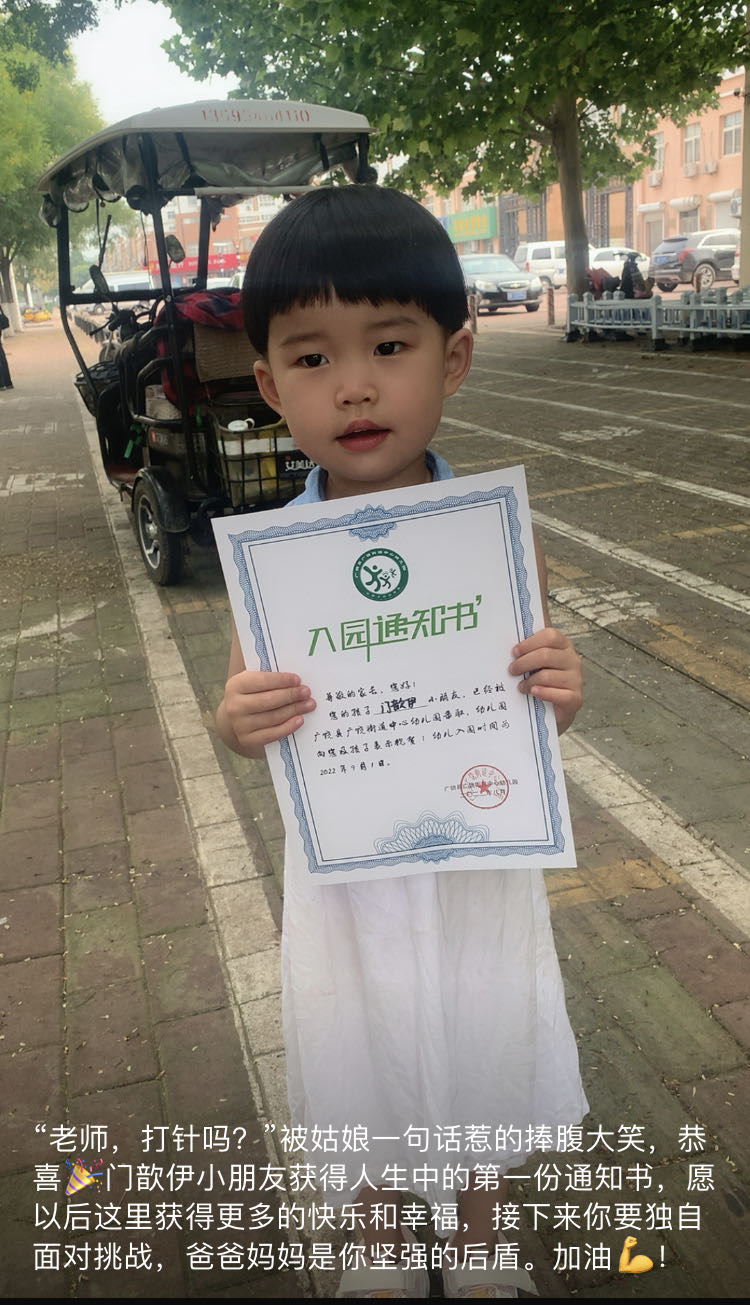 入园通知书
尊敬的家长,您好!
您的孩子 门歆伊 小朋友,已经被
广饶县广饶街道中心幼儿园录取,幼儿园
向您及孩子表示祝贺!幼儿入园时间为
2022年9月1日。
“老师,打针吗?”被姑娘一句话惹的捧腹大笑,恭
喜🎉门歆伊小朋友获得人生中的第一份通知书,愿
以后这里获得更多的快乐和幸福,接下来你要独自
面对挑战,爸爸妈妈是你坚强的后盾。加油💪!